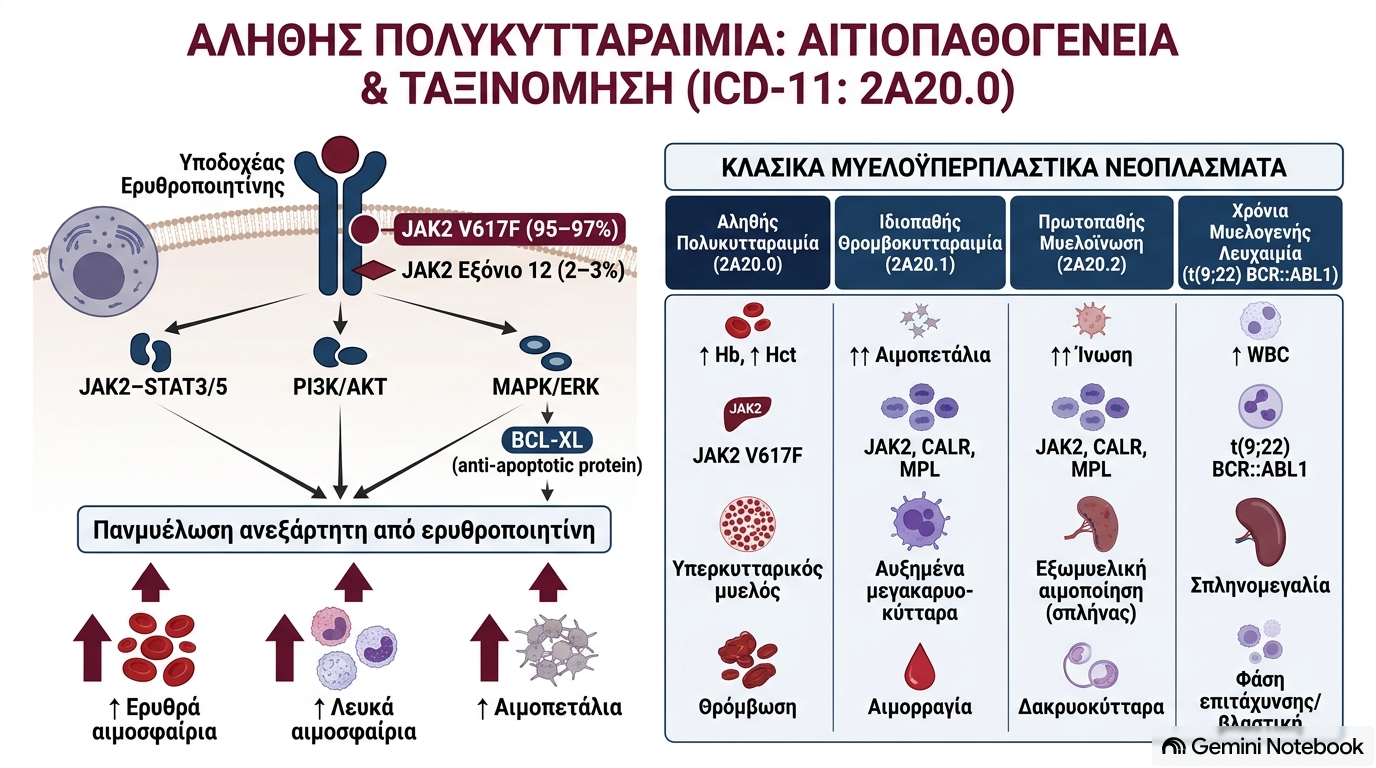 ΑΛΗΘΗΣ ΠΟΛΥΚΥΤΤΑΡΑΙΜΙΑ: ΑΙΤΙΟΠΑΘΟΓΕΝΕΙΑ
& ΤΑΞΙΝΟΜΗΣΗ (ICD-11: 2A20.0)
Υποδοχέας
Ερυθροποιητίνης
JAK2 V617F (95–97%)
JAK2 Εξόνιο 12 (2–3%)
JAK2–STAT3/5
PI3K/AKT
MAPK/ERK
BCL-XL
(anti-apoptotic protein)
Πανμυέλωση ανεξάρτητη από ερυθροποιητίνη
↑ Ερυθρά
αιμοσφαίρια
↑ Λευκά
αιμοσφαίρια
↑ Αιμοπετάλια
ΚΛΑΣΙΚΑ ΜΥΕΛΟΫΠΕΡΠΛΑΣΤΙΚΑ ΝΕΟΠΛΑΣΜΑΤΑ
Αληθής
Πολυκυτταραιμία
(2A20.0)
Ιδιοπαθής
Θρομβοκυτταραιμία
(2A20.1)
Πρωτοπαθής
Μυελοΐνωση
(2A20.2)
Χρόνια
Μυελογενής
Λευχαιμία
(t(9;22) BCR::ABL1)
↑ Hb, ↑ Hct
↑↑ Αιμοπετάλια
↑↑ Ίνωση
↑ WBC
JAK2
JAK2 V617F
JAK2, CALR,
MPL
JAK2, CALR,
MPL
t(9;22)
BCR::ABL1
Υπερκυτταρικός
μυελός
Αυξημένα
μεγακαρυο-
κύτταρα
Εξωμυελική
αιμοποίηση
(σπλήνας)
Σπληνομεγαλία
Θρόμβωση
Αιμορραγία
Δακρυοκύτταρα
Φάση
επιτάχυνσης/
βλαστική
Gemini Notebook